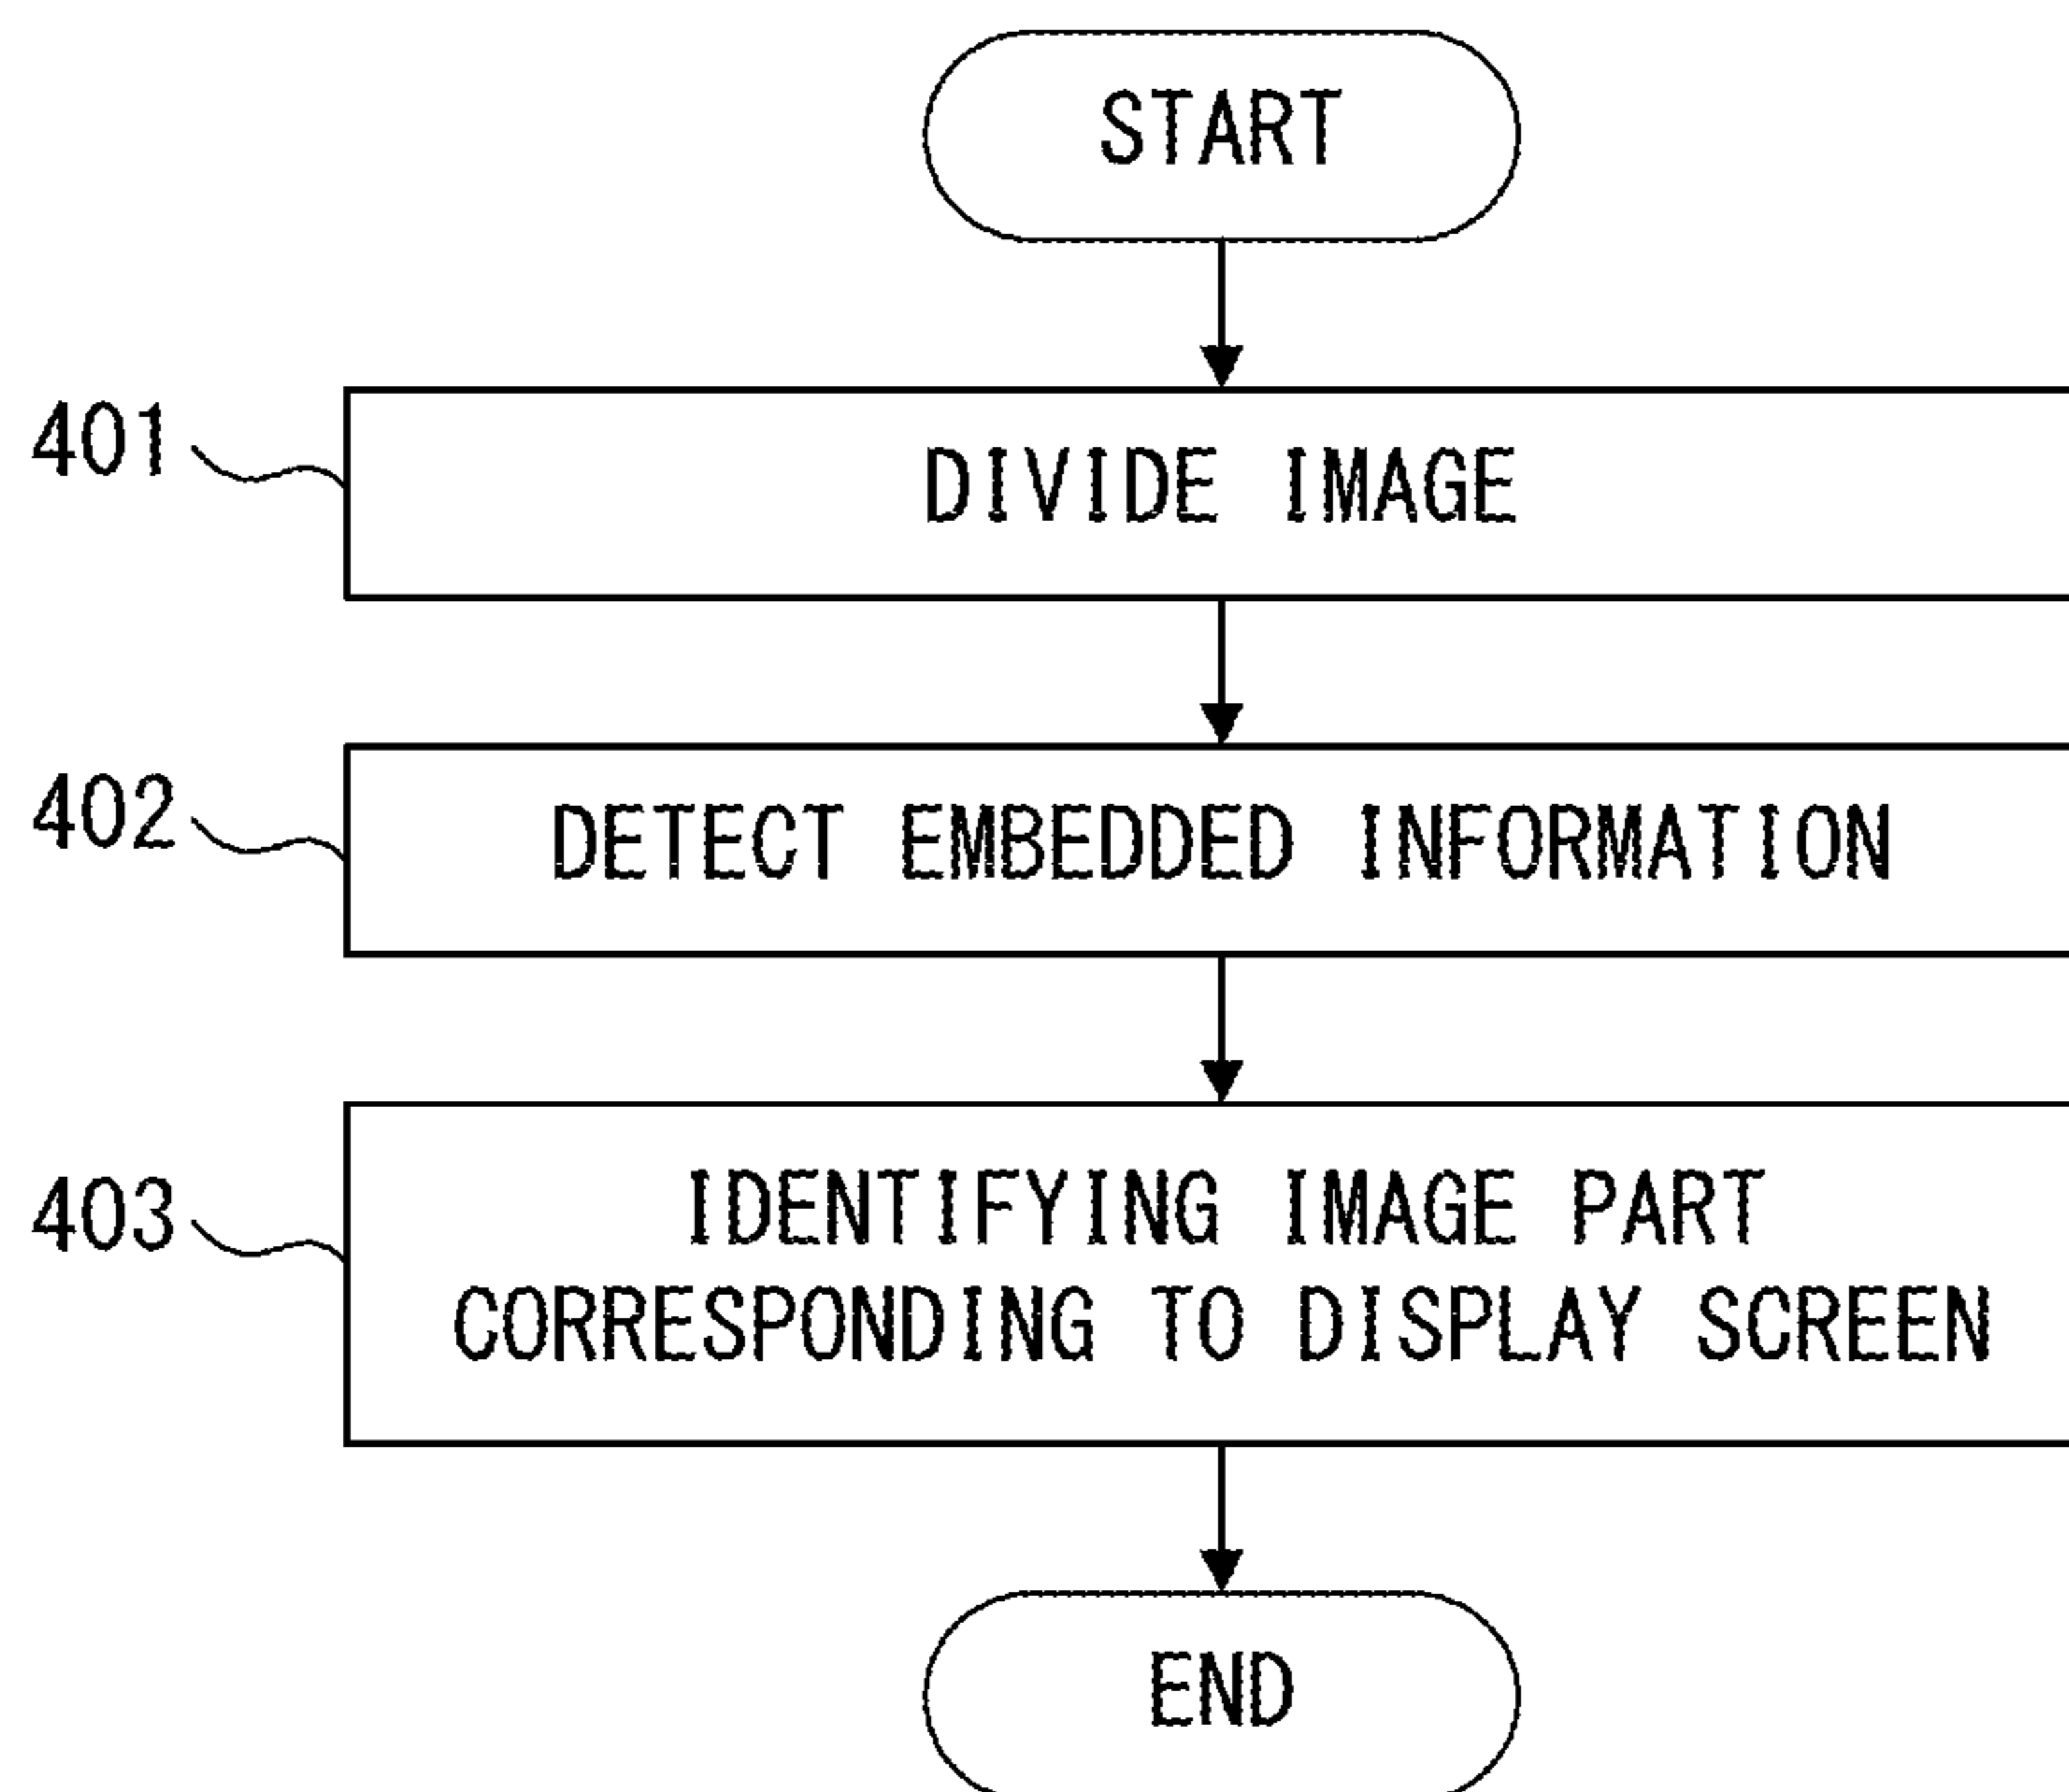 START
401
DIVIDE IMAGE
402
DETECT EMBEDDED INFORMATION
403
IDENTIFYING IMAGE PART
CORRESPONDING TO DISPLAY SCREEN
END